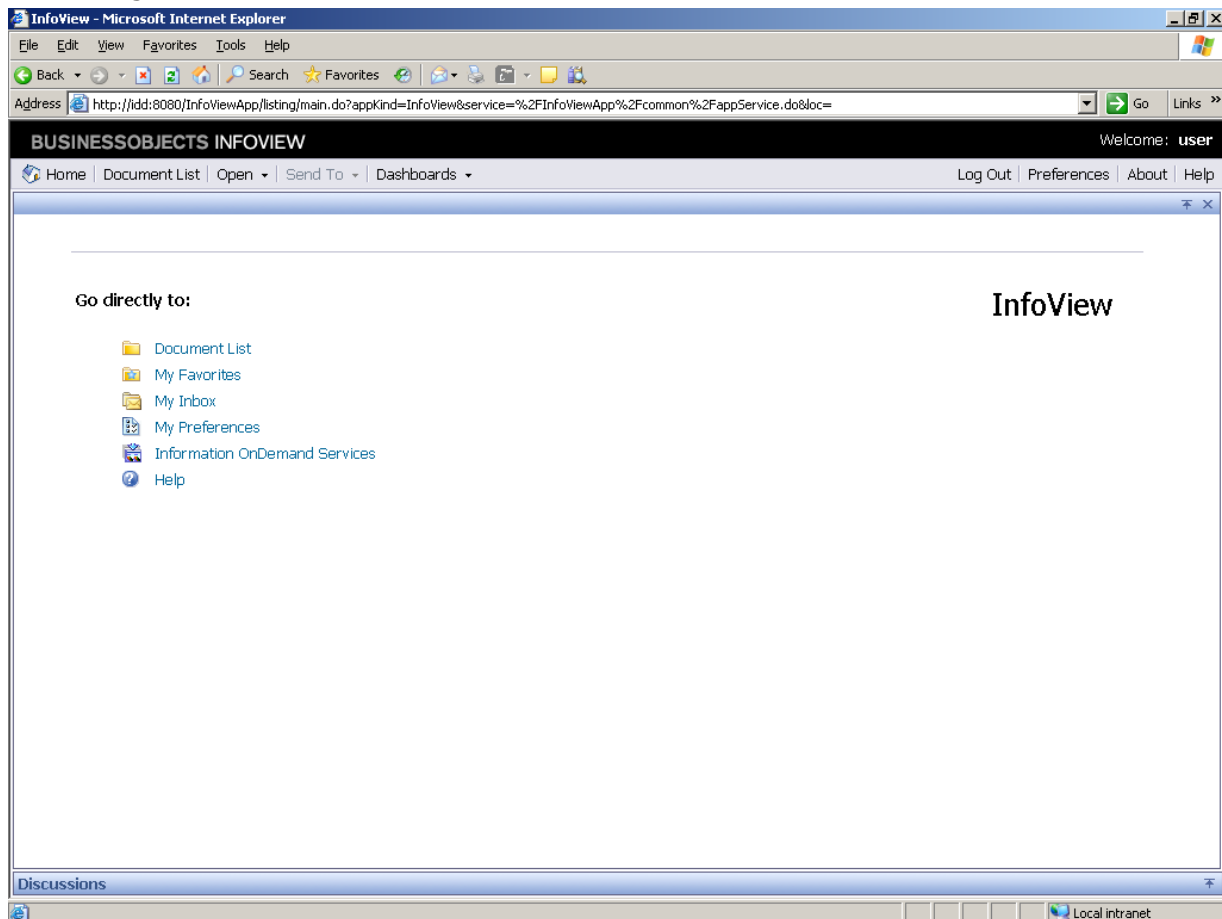 InfoView - Microsoft Internet Explorer
File Edit View Favorites Tools Help
Back Search Favorites
Address http://idd:8080/InfoViewApp/listing/main.do?appKind=InfoView&service=%2FInfoViewApp%2Fcommon%2FappService.do&loc= Go Links »
BUSINESSOBJECTS INFOVIEW Welcome: user
Home Document List Open Send To Dashboards Log Out Preferences About Help
Go directly to: InfoView
Document List
My Favorites
My Inbox
My Preferences
Information OnDemand Services
Help
Discussions
Local intranet